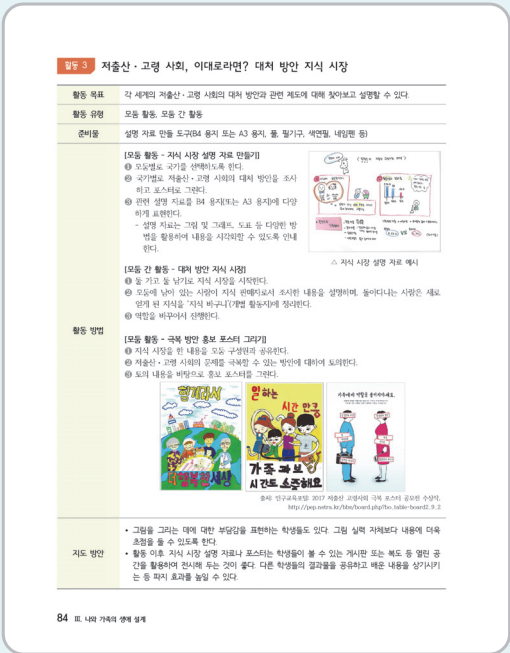 활동 3 저출산·고령 사회, 이대로라면? 대처 방안 지식 시장
활동 목표
각 세계의 저출산·고령 사회의 대처 방안과 관련 제도에 대해 찾아보고 설명할 수 있다.
활동 유형
모둠 활동, 모둠 간 활동
준비물
설명 자료 만들 도구(B4 용지 또는 A3 용지, 풀, 필기구, 색연필, 네임펜 등)
활동 방법
[모둠 활동 - 지식 시장 설명 자료 만들기]
❶ 모둠별로 국가를 선택하도록 한다.
❷ 국가별로 저출산·고령 사회의 대처 방안을 조사
하고 포스터로 그린다.
❸ 관련 설명 자료를 B4 용지(또는 A3 용지)에 다양
하게 표현한다.
- 설명 자료는 그림 및 그래프, 도표 등 다양한 방
법을 활용하여 내용을 시각화할 수 있도록 안내
한다.
△ 지식 시장 설명 자료 예시
[모둠 간 활동 - 대처 방안 지식 시장]
❶ 둘 가고 둘 남기로 지식 시장을 시작한다.
❷ 모둠에 남아 있는 사람이 지식 판매자로서 조사한 내용을 설명하며, 돌아다니는 사람은 새로
얻게 된 지식을 '지식 바구니'(개별 활동지)에 정리한다.
❸ 역할을 바꾸어서 진행한다.
[모둠 활동 - 극복 방안 홍보 포스터 그리기]
❶ 지식 시장을 한 내용을 모둠 구성원과 공유한다.
❷ 저출산·고령 사회의 문제를 극복할 수 있는 방안에 대하여 토의한다.
❸ 토의 내용을 바탕으로 홍보 포스터를 그린다.
행복한 세상
일하는
시간 만큼
가족과 보낼
시간도 소중해요
출처: 인구교육포털: 2017 저출산 고령사회 극복 포스터 공모전 수상작,
http://pep.netra.kr/bbs/board.php?bo_table=board2_9_2
지도 방안
• 그림을 그리는 데에 대한 부담감을 표현하는 학생들도 있다. 그림 실력 자체보다 내용에 더욱
초점을 둘 수 있도록 한다.
• 활동 이후 지식 시장 설명 자료나 포스터는 학생들이 볼 수 있는 게시판 또는 복도 등 열린 공
간을 활용하여 전시해 두는 것이 좋다. 다른 학생들의 결과물을 공유하고 배운 내용을 상기시키
는 등 파지 효과를 높일 수 있다.
84 Ⅲ. 나와 가족의 생애 설계